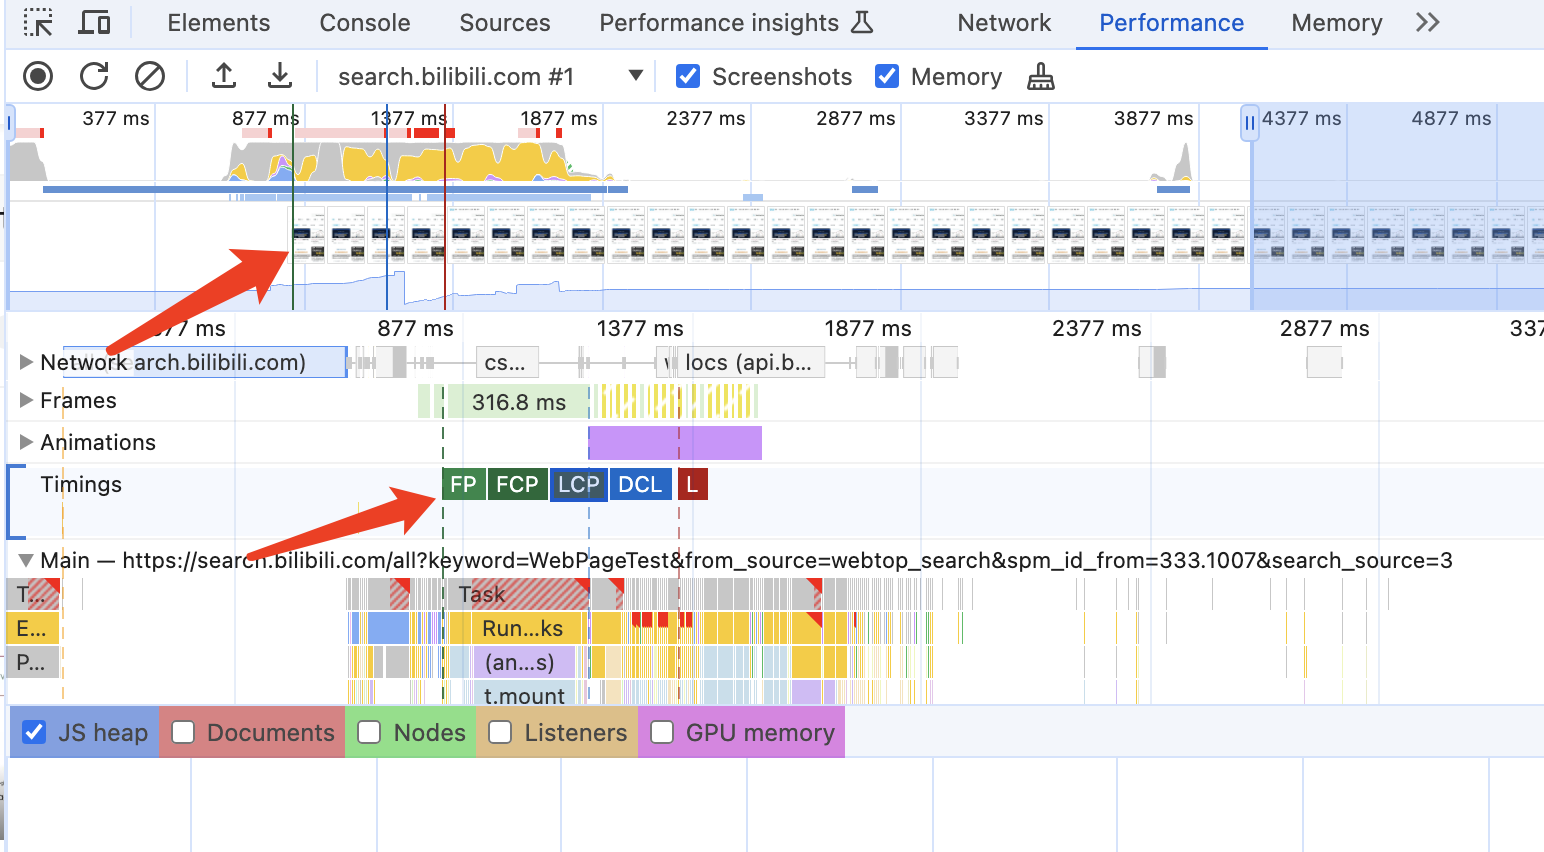 Elements Console Sources Performance insights Network Performance Memory
search.bilibili.com #1 Screenshots Memory
377 ms 877 ms 1377 ms 1877 ms 2377 ms 2877 ms 3377 ms 3877 ms 4377 ms 4877 ms
77 ms 877 ms 1377 ms 1877 ms 2377 ms 2877 ms 337
Network arch.bilibili.com) cs... locs (api.b...
Frames 316.8 ms
Animations
Timings FP FCP LCP DCL L
Main — https://search.bilibili.com/all?keyword=WebPageTest&from_source=webtop_search&spm_id_from=333.1007&search_source=3
T... Task
E... Run...ks
P... (an...s)
t.mount
JS heap Documents Nodes Listeners GPU memory